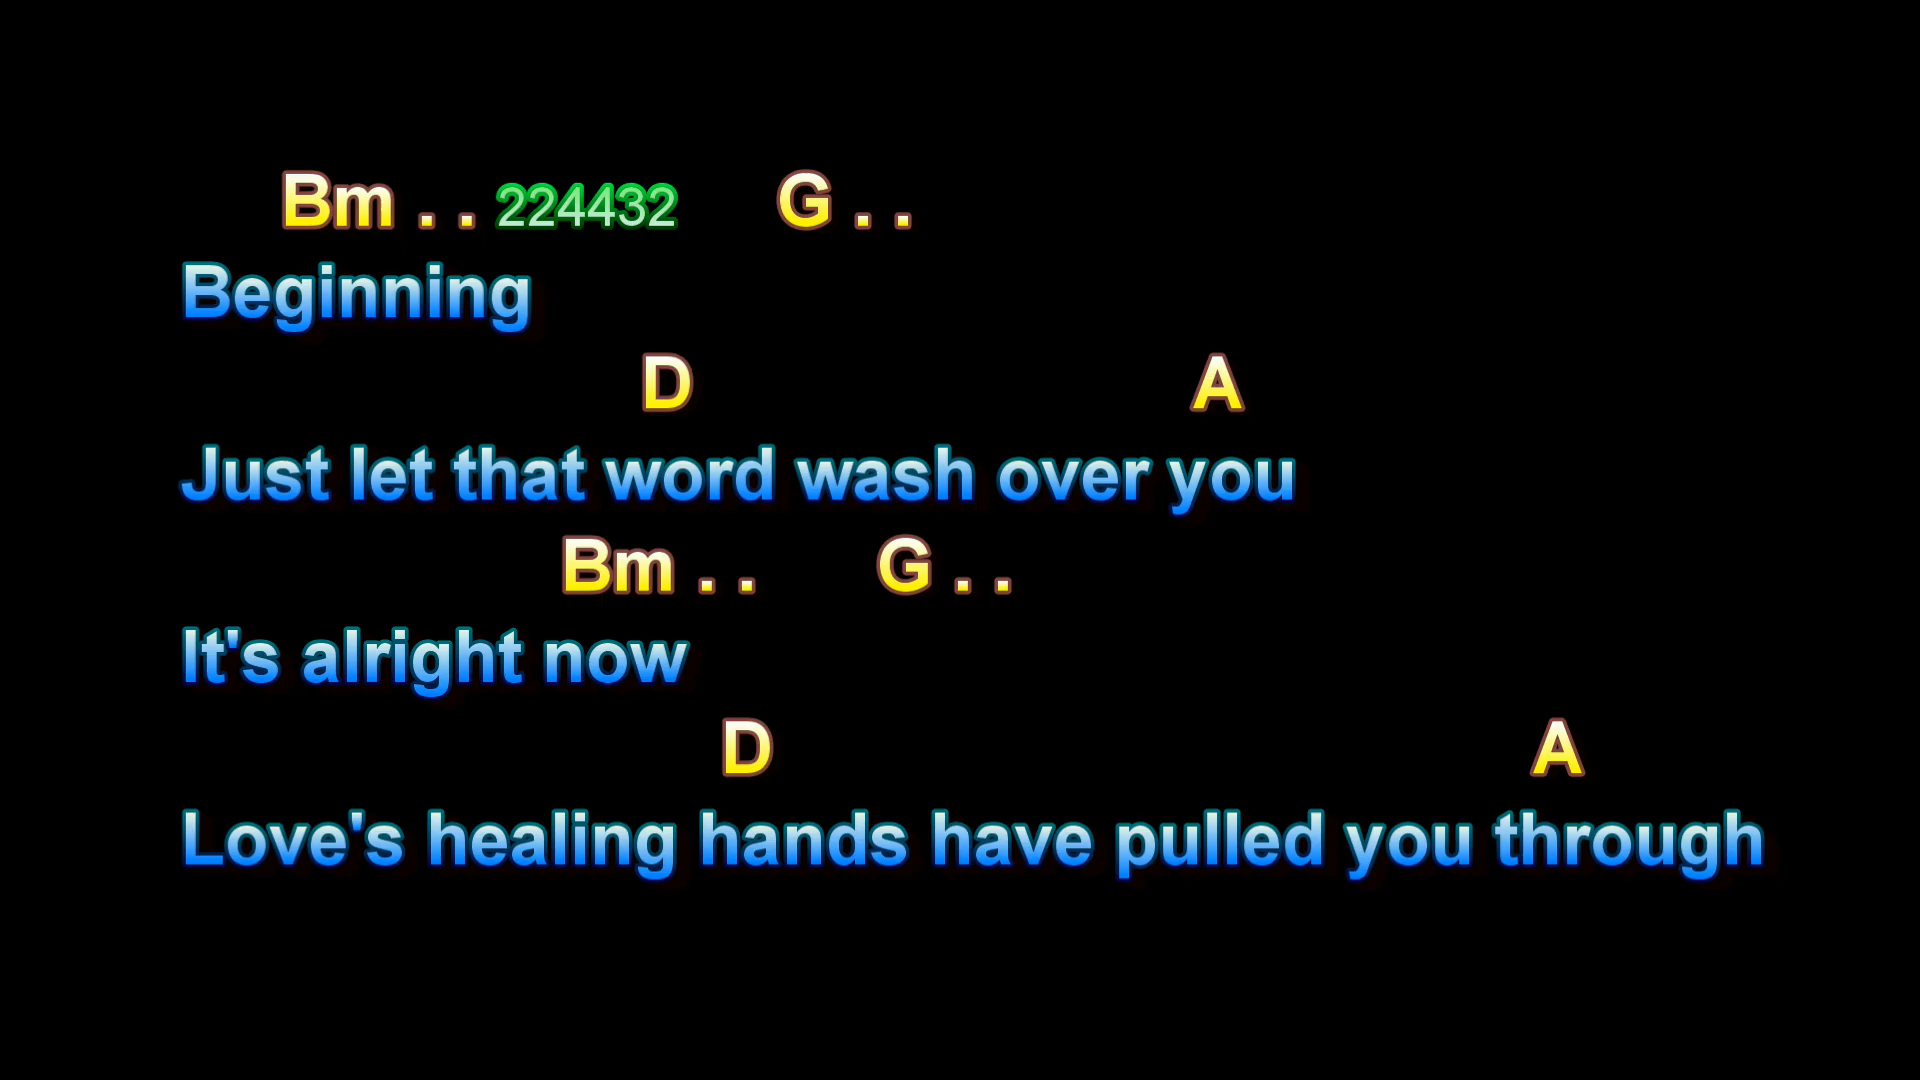 Bm . . 224432 G . .
Beginning
D A
Just let that word wash over you
Bm . . G . .
It's alright now
D A
Love's healing hands have pulled you through